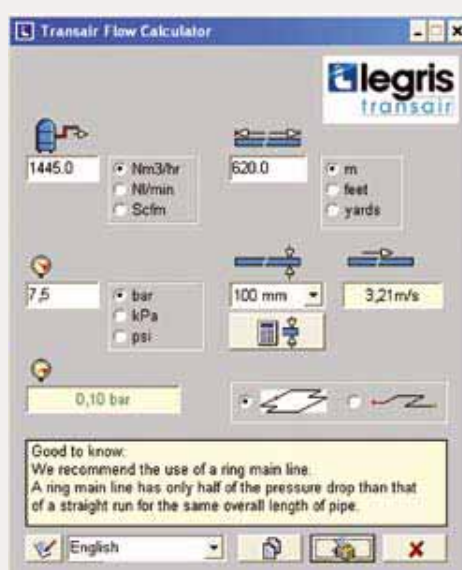 Transair Flow Calculator
legris
transair
1445.0
Nm3/hr
Nl/min
Scfm
620.0
m
feet
yards
7,5
bar
kPa
psi
100 mm
3,21m/s
0,10 bar
Good to know:
We recommend the use of a ring main line.
A ring main line has only half of the pressure drop than that
of a straight run for the same overall length of pipe.
English